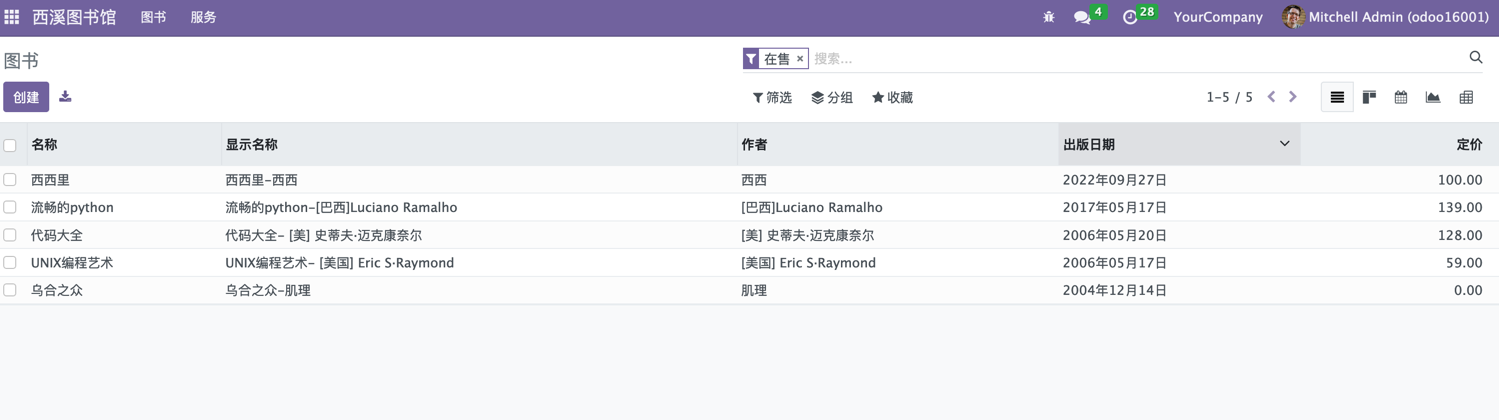 西溪图书馆 图书 服务 4 28 YourCompany Mitchell Admin (odoo16001)
图书 在售 × 搜索...
创建 筛选 分组 收藏 1-5 / 5
名称 显示名称 作者 出版日期 定价
西西里 西西里-西西 西西 2022年09月27日 100.00
流畅的python 流畅的python-[巴西]Luciano Ramalho [巴西]Luciano Ramalho 2017年05月17日 139.00
代码大全 代码大全- [美] 史蒂夫·迈克康奈尔 [美] 史蒂夫·迈克康奈尔 2006年05月20日 128.00
UNIX编程艺术 UNIX编程艺术- [美国] Eric S·Raymond [美国] Eric S·Raymond 2006年05月17日 59.00
乌合之众 乌合之众-肌理 肌理 2004年12月14日 0.00